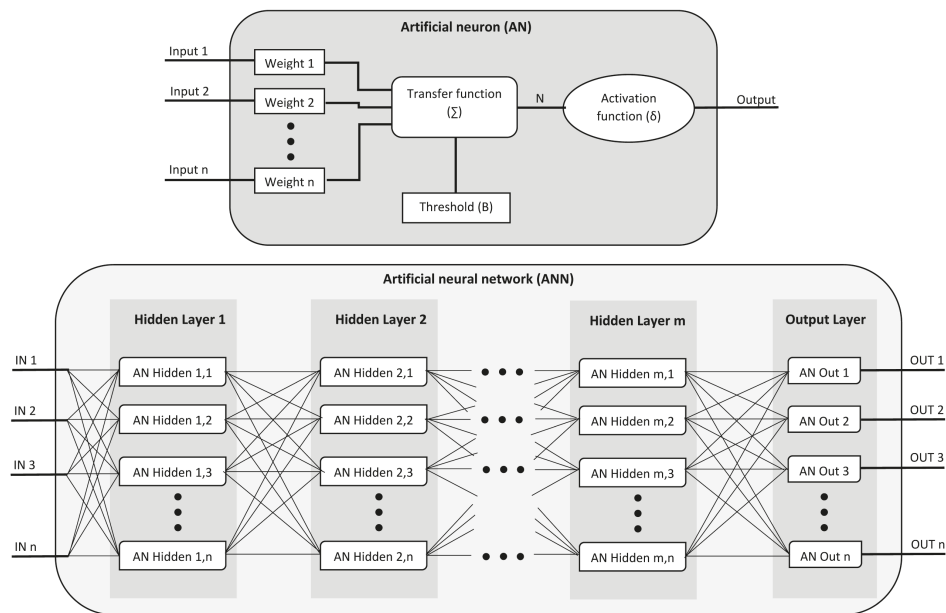 Artificial neuron (AN)
Input 1
Weight 1
Input 2
Weight 2
Input n
Weight n
Transfer function
(∑)
N
Activation
function (δ)
Output
Threshold (B)
Artificial neural network (ANN)
Hidden Layer 1
Hidden Layer 2
Hidden Layer m
Output Layer
IN 1
AN Hidden 1,1
AN Hidden 2,1
AN Hidden m,1
AN Out 1
OUT 1
IN 2
AN Hidden 1,2
AN Hidden 2,2
AN Hidden m,2
AN Out 2
OUT 2
IN 3
AN Hidden 1,3
AN Hidden 2,3
AN Hidden m,3
AN Out 3
OUT 3
IN n
AN Hidden 1,n
AN Hidden 2,n
AN Hidden m,n
AN Out n
OUT n